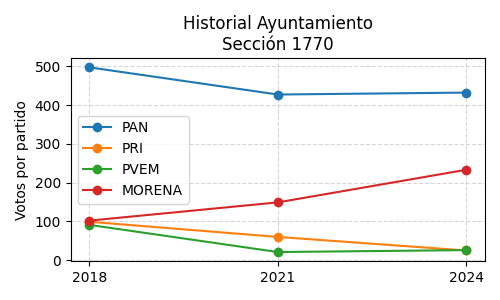 Historial Ayuntamiento
Sección 1770
Votos por partido
500
400
300
200
100
0
PAN
PRI
PVEM
MORENA
2018
2021
2024